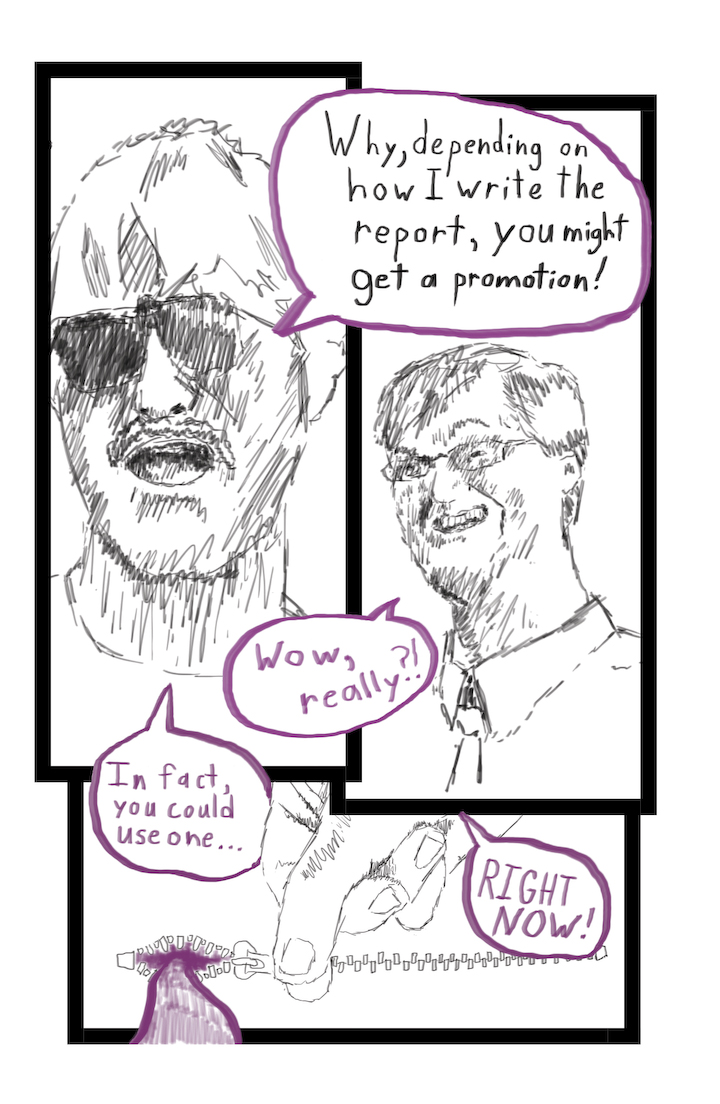 Why, depending on
how I write the
report, you might
get a promotion!
Wow,
really?!
In fact,
you could
use one...
RIGHT
NOW!